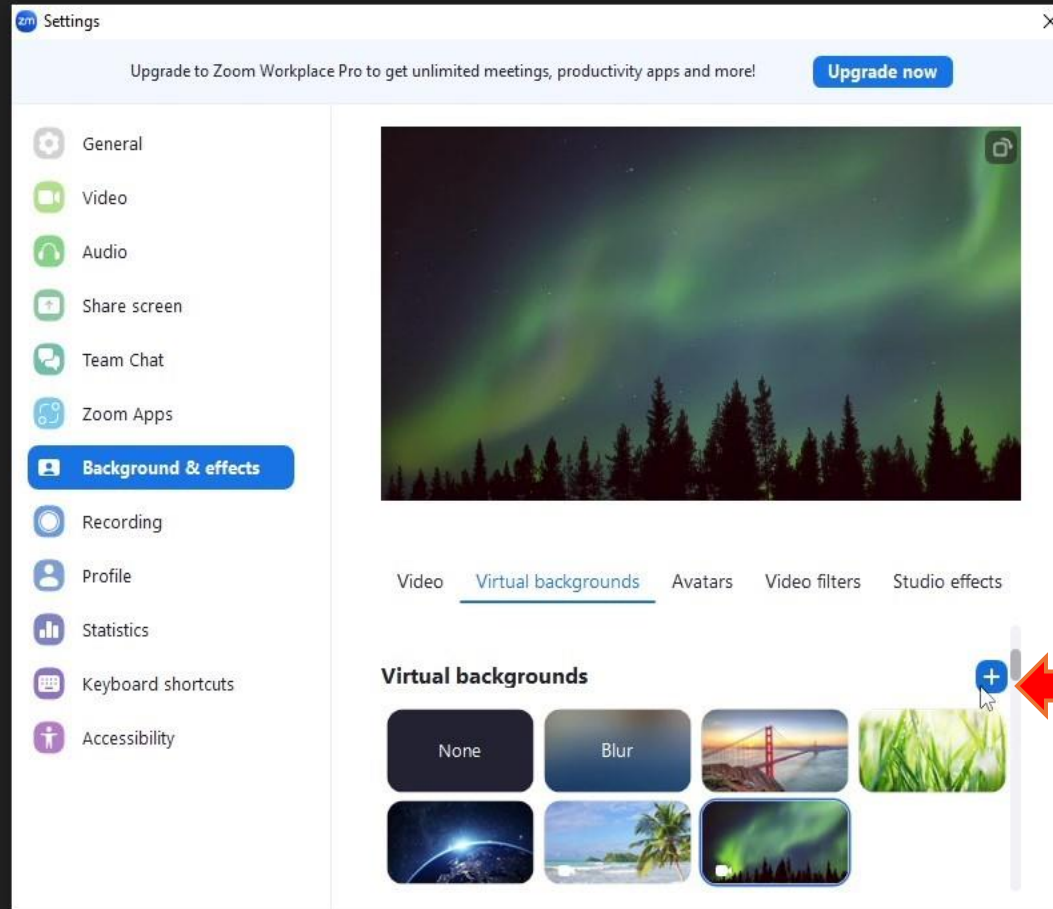 zm Settings
Upgrade to Zoom Workplace Pro to get unlimited meetings, productivity apps and more!
Upgrade now
General
Video
Audio
Share screen
Team Chat
Zoom Apps
Background & effects
Recording
Profile
Statistics
Keyboard shortcuts
Accessibility
Video Virtual backgrounds Avatars Video filters Studio effects
Virtual backgrounds
None Blur